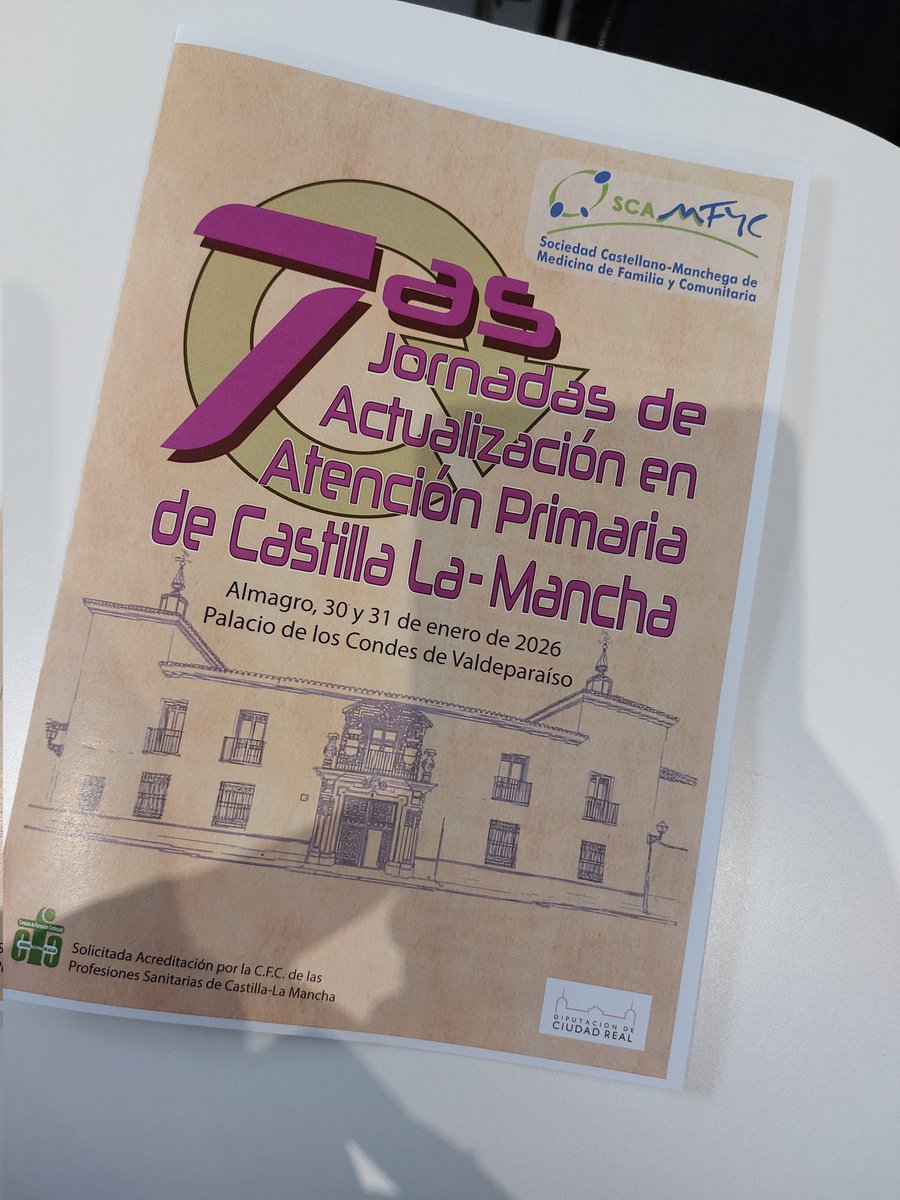 SCAMFYC
Sociedad Castellano-Manchega de
Medicina de Familia y Comunitaria
7as
Jornadas de
Actualización en
Atención Primaria
de Castilla La-Mancha
Almagro, 30 y 31 de enero de 2026
Palacio de los Condes de Valdeparaíso
Solicitada Acreditación por la C.F.C. de las
Profesiones Sanitarias de Castilla-La Mancha
DIPUTACIÓN DE
CIUDAD REAL